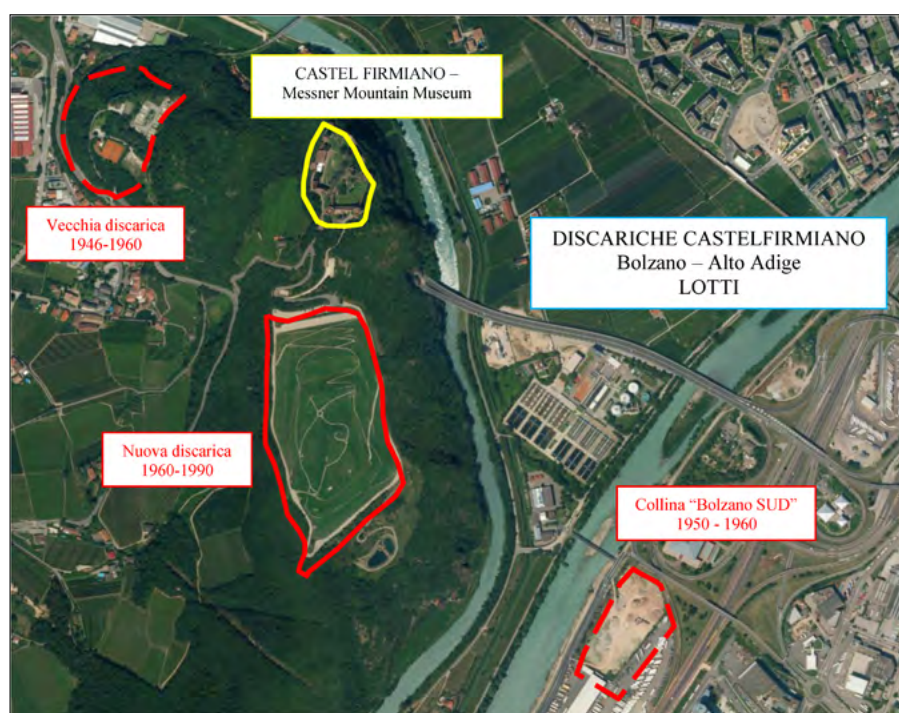 CASTEL FIRMIANO –
Messner Mountain Museum
Vecchia discarica
1946-1960
DISCARICHE CASTELFIRMIANO
Bolzano – Alto Adige
LOTTI
Nuova discarica
1960-1990
Collina “Bolzano SUD”
1950 - 1960